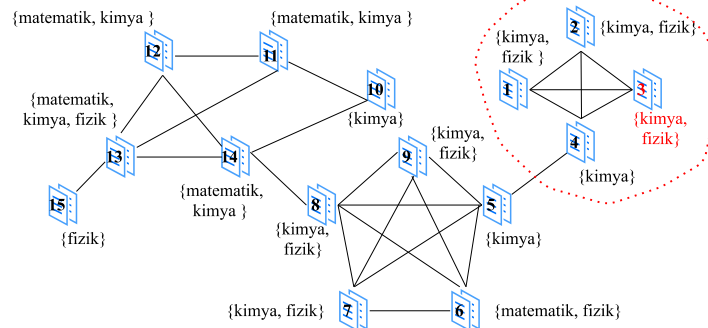 {matematik, kimya }
{matematik, kimya }
{kimya,
fizik }
2
{kimya, fizik}
12
11
10
1
3
{matematik,
kimya, fizik }
{kimya}
{kimya,
fizik}
{kimya,
fizik}
4
13
14
9
{kimya}
{matematik,
kimya }
15
8
5
{fizik}
{kimya,
fizik}
{kimya}
{kimya, fizik}
7
6
{matematik, fizik}